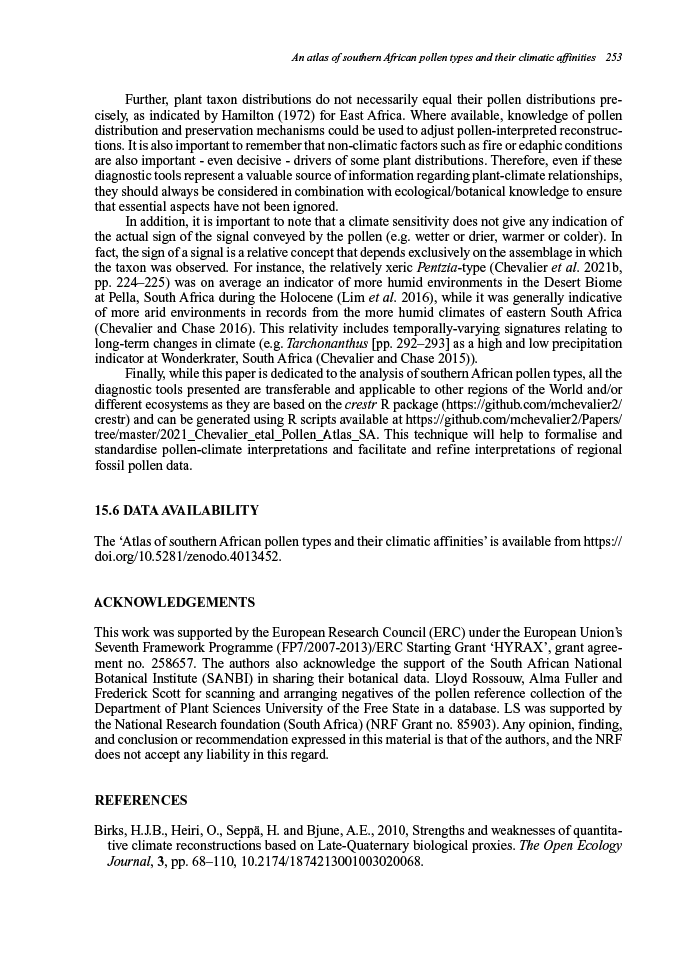 An atlas of southern African pollen types and their climatic affinities 253
Further, plant taxon distributions do not necessarily equal their pollen distributions pre-
cisely, as indicated by Hamilton (1972) for East Africa. Where available, knowledge of pollen
distribution and preservation mechanisms could be used to adjust pollen-interpreted reconstruc-
tions. It is also important to remember that non-climatic factors such as fire or edaphic conditions
are also important - even decisive - drivers of some plant distributions. Therefore, even if these
diagnostic tools represent a valuable source of information regarding plant-climate relationships,
they should always be considered in combination with ecological/botanical knowledge to ensure
that essential aspects have not been ignored.
In addition, it is important to note that a climate sensitivity does not give any indication of
the actual sign of the signal conveyed by the pollen (e.g. wetter or drier, warmer or colder). In
fact, the sign of a signal is a relative concept that depends exclusively on the assemblage in which
the taxon was observed. For instance, the relatively xeric Pentzia-type (Chevalier et al. 2021b,
pp. 224–225) was on average an indicator of more humid environments in the Desert Biome
at Pella, South Africa during the Holocene (Lim et al. 2016), while it was generally indicative
of more arid environments in records from the more humid climates of eastern South Africa
(Chevalier and Chase 2016). This relativity includes temporally-varying signatures relating to
long-term changes in climate (e.g. Tarchonanthus [pp. 292–293] as a high and low precipitation
indicator at Wonderkrater, South Africa (Chevalier and Chase 2015)).
Finally, while this paper is dedicated to the analysis of southern African pollen types, all the
diagnostic tools presented are transferable and applicable to other regions of the World and/or
different ecosystems as they are based on the crestr R package (https://github.com/mchevalier2/
crestr) and can be generated using R scripts available at https://github.com/mchevalier2/Papers/
tree/master/2021_Chevalier_etal_Pollen_Atlas_SA. This technique will help to formalise and
standardise pollen-climate interpretations and facilitate and refine interpretations of regional
fossil pollen data.
15.6 DATA AVAILABILITY
The ‘Atlas of southern African pollen types and their climatic affinities’ is available from https://
doi.org/10.5281/zenodo.4013452.
ACKNOWLEDGEMENTS
This work was supported by the European Research Council (ERC) under the European Union’s
Seventh Framework Programme (FP7/2007-2013)/ERC Starting Grant ‘HYRAX’, grant agree-
ment no. 258657. The authors also acknowledge the support of the South African National
Botanical Institute (SANBI) in sharing their botanical data. Lloyd Rossouw, Alma Fuller and
Frederick Scott for scanning and arranging negatives of the pollen reference collection of the
Department of Plant Sciences University of the Free State in a database. LS was supported by
the National Research foundation (South Africa) (NRF Grant no. 85903). Any opinion, finding,
and conclusion or recommendation expressed in this material is that of the authors, and the NRF
does not accept any liability in this regard.
REFERENCES
Birks, H.J.B., Heiri, O., Seppä, H. and Bjune, A.E., 2010, Strengths and weaknesses of quantita-
tive climate reconstructions based on Late-Quaternary biological proxies. The Open Ecology
Journal, 3, pp. 68–110, 10.2174/1874213001003020068.